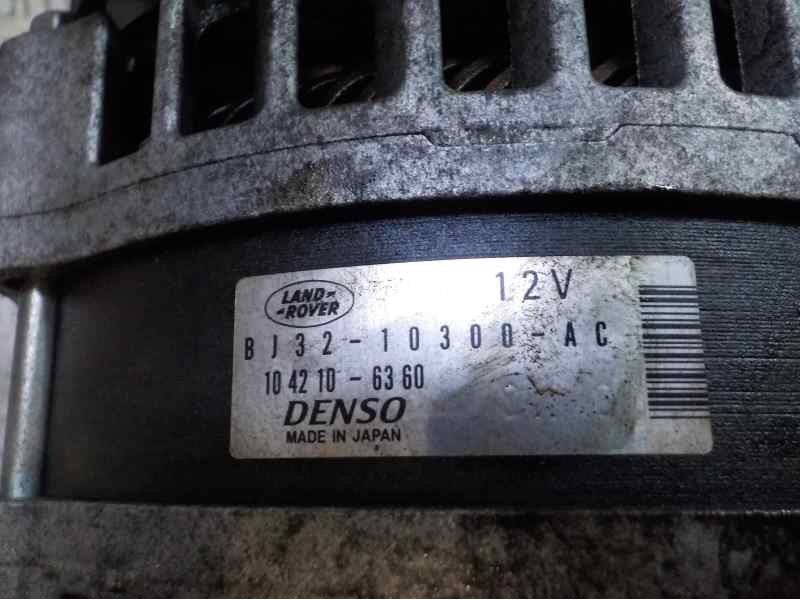 LAND ROVER
12V
BJ32-10300-AC
104210-6360
DENSO
MADE IN JAPAN